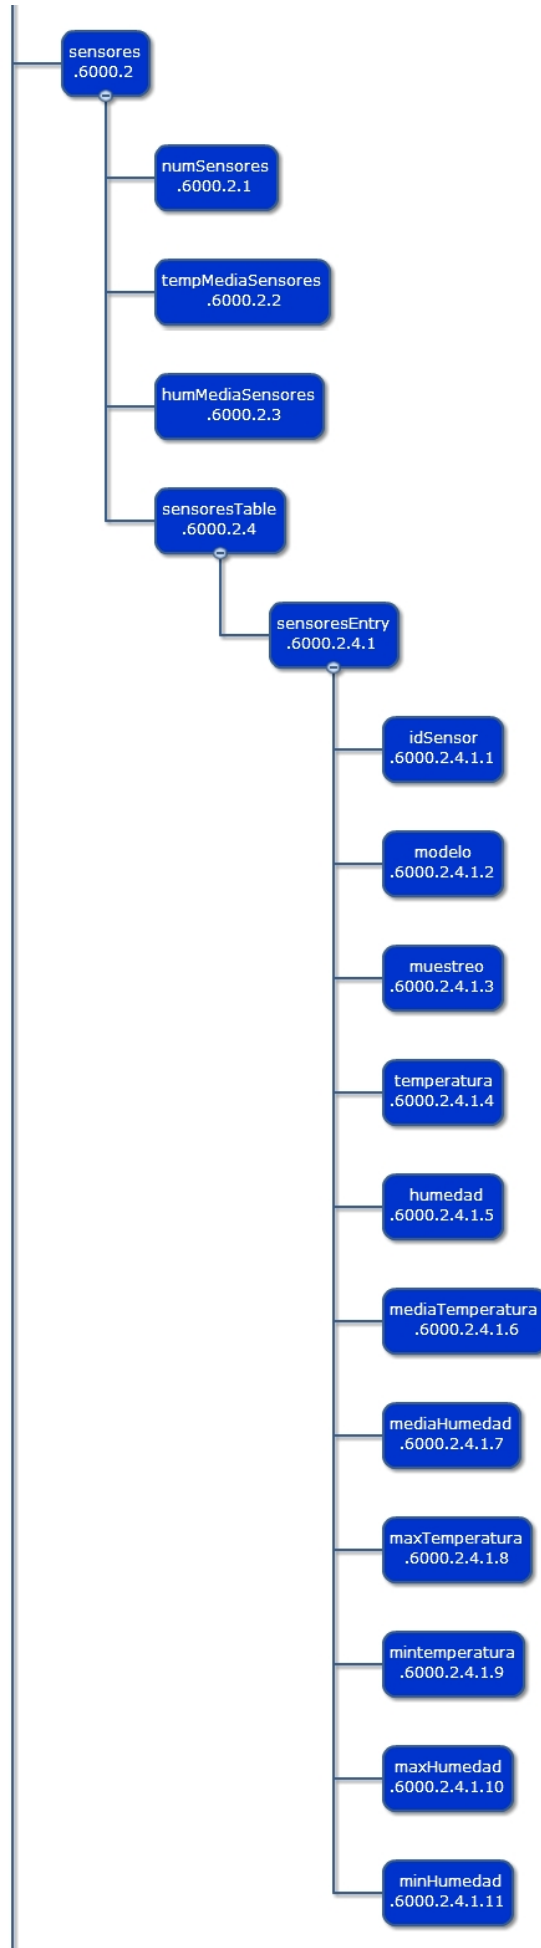 sensores
.6000.2
numSensores
.6000.2.1
tempMediaSensores
.6000.2.2
humMediaSensores
.6000.2.3
sensoresTable
.6000.2.4
sensoresEntry
.6000.2.4.1
idSensor
.6000.2.4.1.1
modelo
.6000.2.4.1.2
muestreo
.6000.2.4.1.3
temperatura
.6000.2.4.1.4
humedad
.6000.2.4.1.5
mediaTemperatura
.6000.2.4.1.6
mediaHumedad
.6000.2.4.1.7
maxTemperatura
.6000.2.4.1.8
mintemperatura
.6000.2.4.1.9
maxHumedad
.6000.2.4.1.10
minHumedad
.6000.2.4.1.11